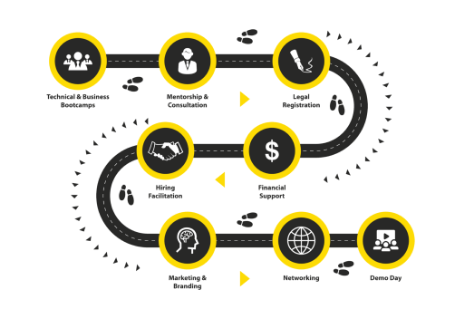 Technical & Business
Bootcamps
Mentorship &
Consultation
Legal
Registration
$
Hiring
Facilitation
Financial
Support
Marketing &
Branding
Networking
Demo Day